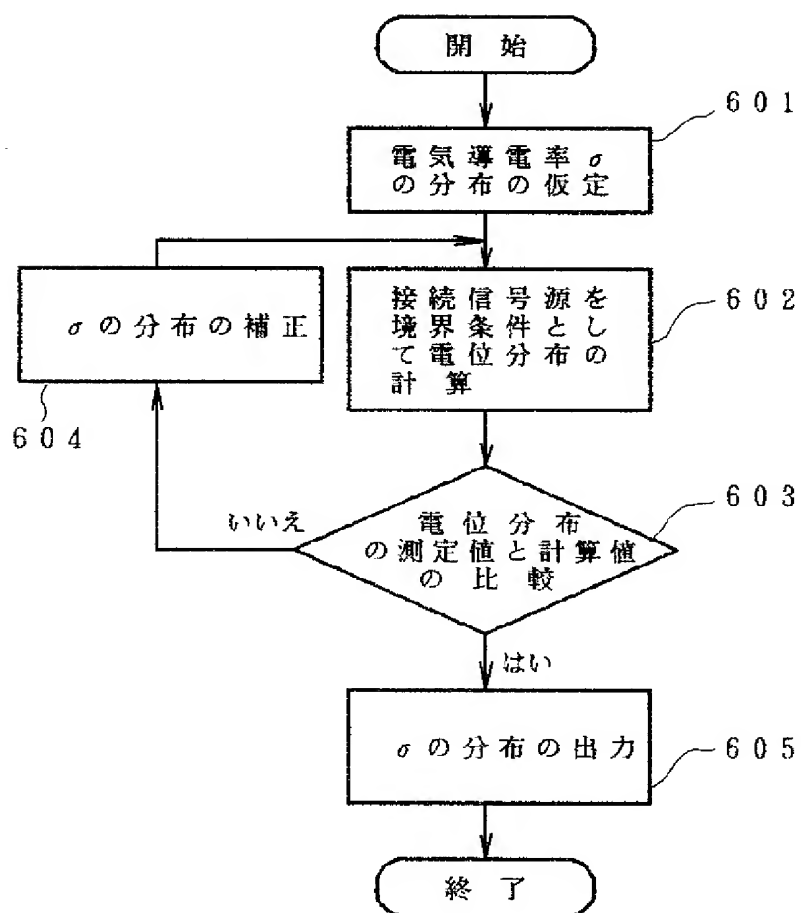 開始
601
電気導電率σ
の分布の仮定
接続信号源を
境界条件とし
て電位分布の
計算
602
σの分布の補正
604
603
電位分布
の測定値と計算値
の比較
いいえ
はい
σの分布の出力
605
終了